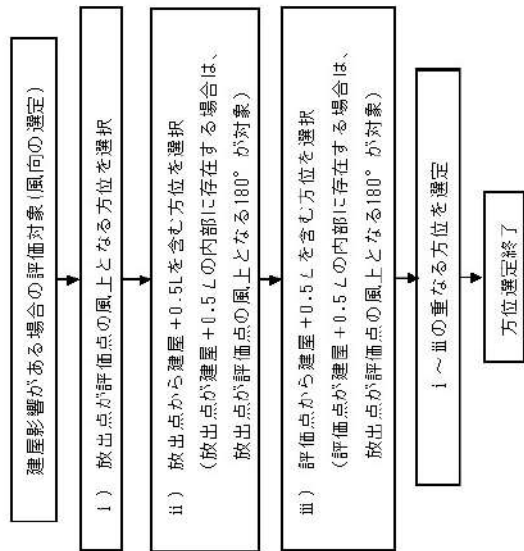 建屋影響がある場合の評価対象(風向の選定)
ⅰ) 放出点が評価点の風上となる方位を選択
ⅱ) 放出点から建屋+0.5Lを含む方位を選択
(放出点が建屋+0.5Lの内部に存在する場合は、
放出点が評価点の風上となる180°が対象)
ⅲ) 評価点から建屋+0.5Lを含む方位を選択
(評価点が建屋+0.5Lの内部に存在する場合は、
放出点が評価点の風上となる180°が対象)
ⅰ~ⅲの重なる方位を選定
方位選定終了